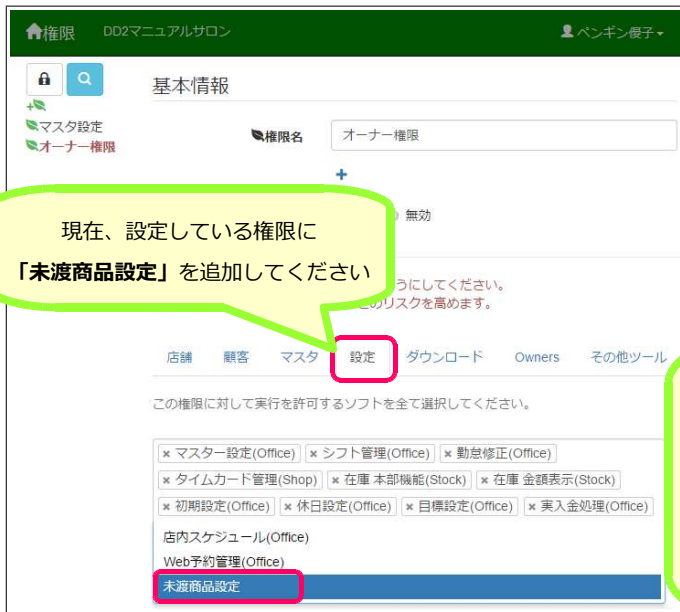 権限 DD2マニュアルサロン ペンギン優子
基本情報
マスタ設定
オーナー権限
権限名 オーナー権限
無効
現在、設定している権限に
「未渡商品設定」を追加してください
うにしてください。
のリスクを高めます。
店舗 顧客 マスタ 設定 ダウンロード Owners その他ツール
この権限に対して実行を許可するソフトを全て選択してください。
× マスター設定(Office) × シフト管理(Office) × 勤怠修正(Office)
× タイムカード管理(Shop) × 在庫 本部機能(Stock) × 在庫 金額表示(Stock)
× 初期設定(Office) × 休日設定(Office) × 目標設定(Office) × 実入金処理(Office)
店内スケジュール(Office)
Web予約管理(Office)
未渡商品設定